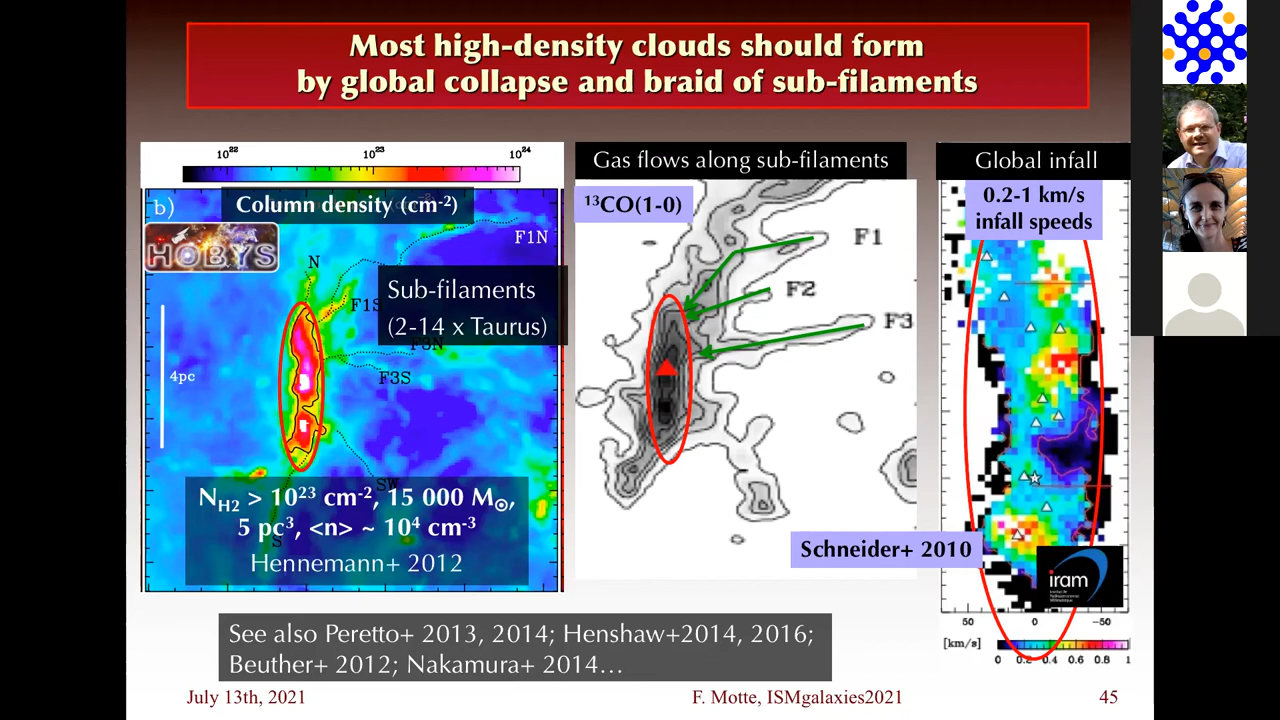 Most high-density clouds should form
by global collapse and braid of sub-filaments
10²² 10²³ 10²⁴
b)
Column density (cm⁻²)
HOBYS
F1N
N
F1S
Sub-filaments
(2-14 x Taurus)
F3N
F3S
4pc
SW
S
N_H2 > 10²³ cm⁻², 15 000 M☉,
5 pc³, <n> ~ 10⁴ cm⁻³
Hennemann+ 2012
Gas flows along sub-filaments
¹³CO(1-0)
F1
F2
F3
Schneider+ 2010
Global infall
0.2-1 km/s
infall speeds
iram
50 0 -50
[km/s]
0 0.2 0.4 0.6 0.8 1
See also Peretto+ 2013, 2014; Henshaw+2014, 2016;
Beuther+ 2012; Nakamura+ 2014...
July 13th, 2021
F. Motte, ISMgalaxies2021
45